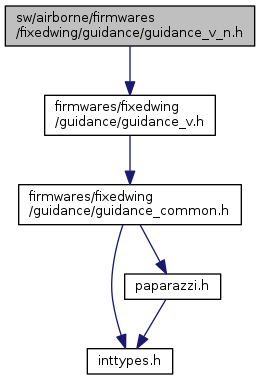 sw/airborne/firmwares
/fixedwing/guidance/guidance_v_n.h
firmwares/fixedwing
/guidance/guidance_v.h
firmwares/fixedwing
/guidance/guidance_common.h
paparazzi.h
inttypes.h